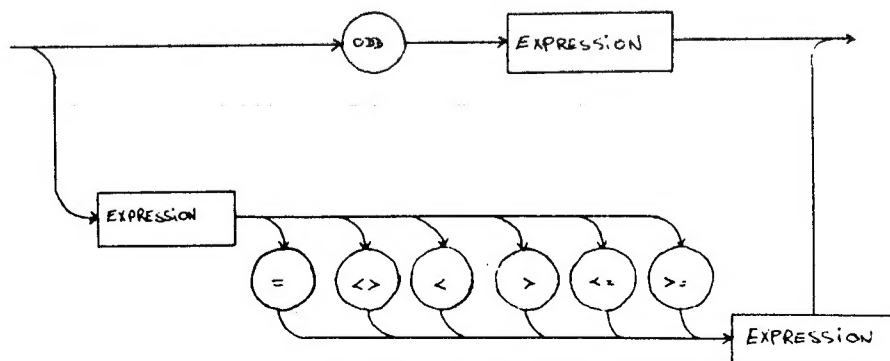 ODD
EXPRESSION
EXPRESSION
= <> < > <= >=
EXPRESSION